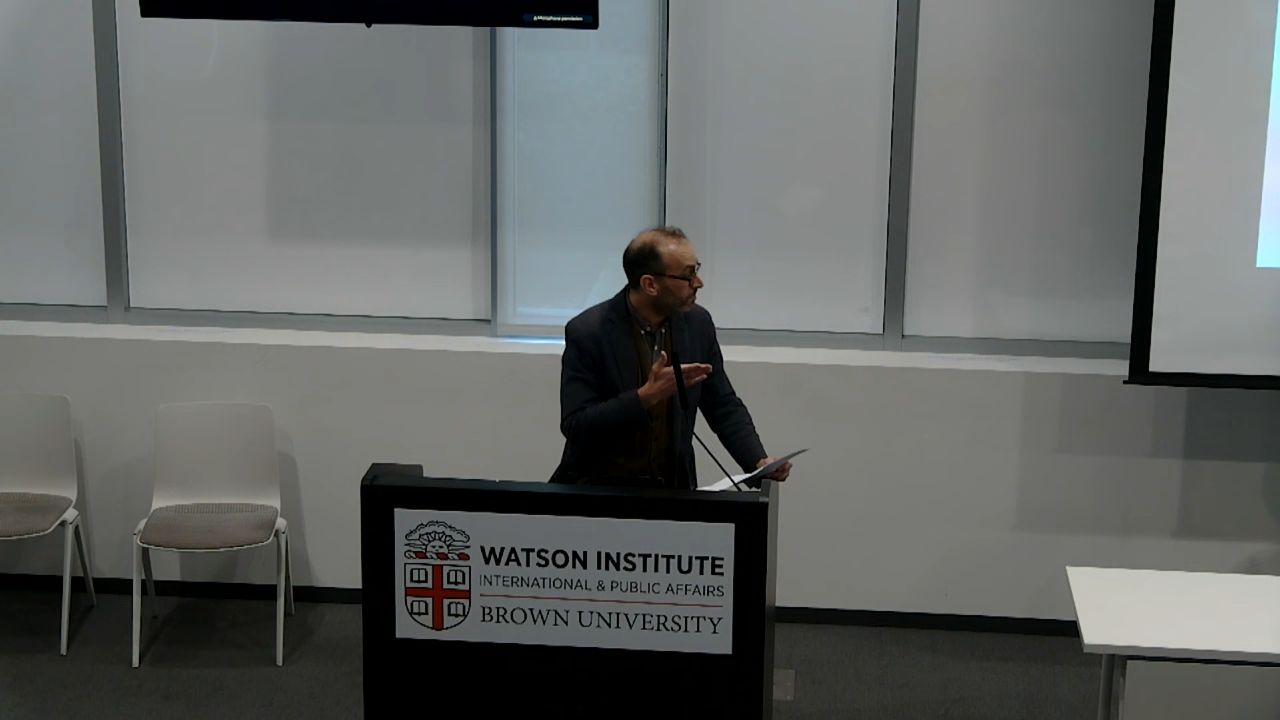 WATSON INSTITUTE
INTERNATIONAL & PUBLIC AFFAIRS
BROWN UNIVERSITY